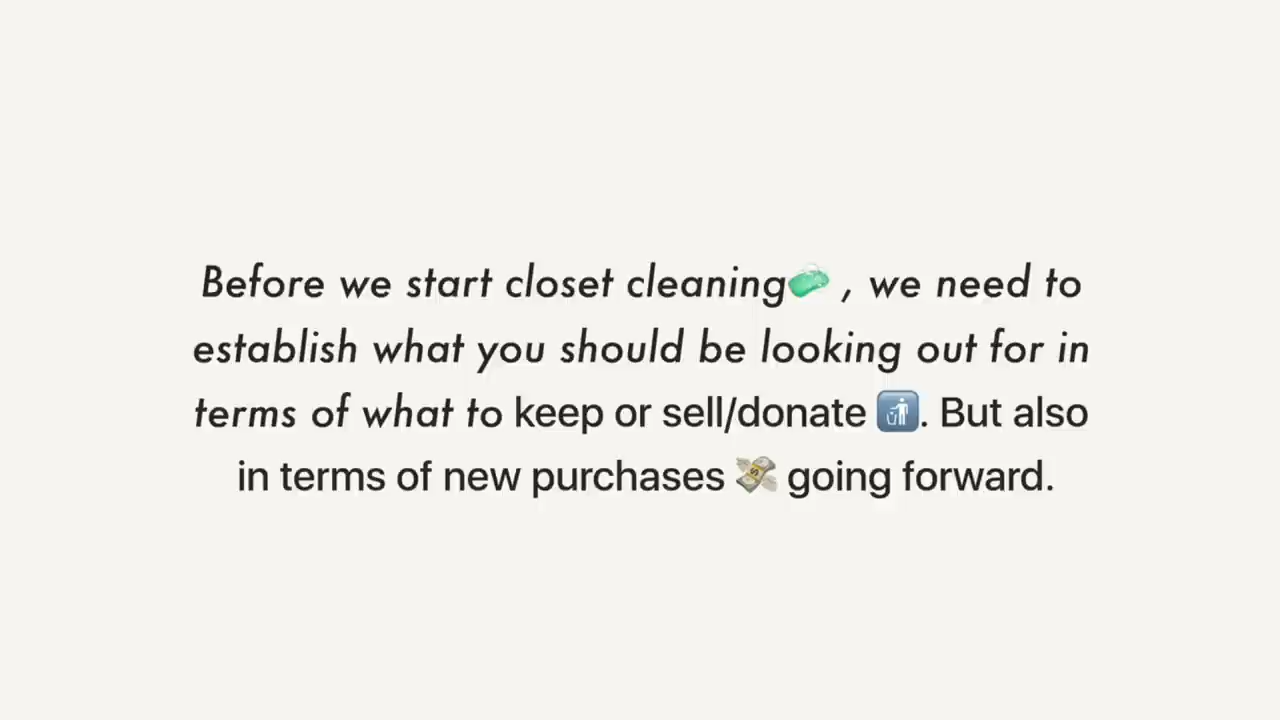 Before we start closet cleaning🧼 , we need to
establish what you should be looking out for in
terms of what to keep or sell/donate 🚮. But also
in terms of new purchases 💸 going forward.